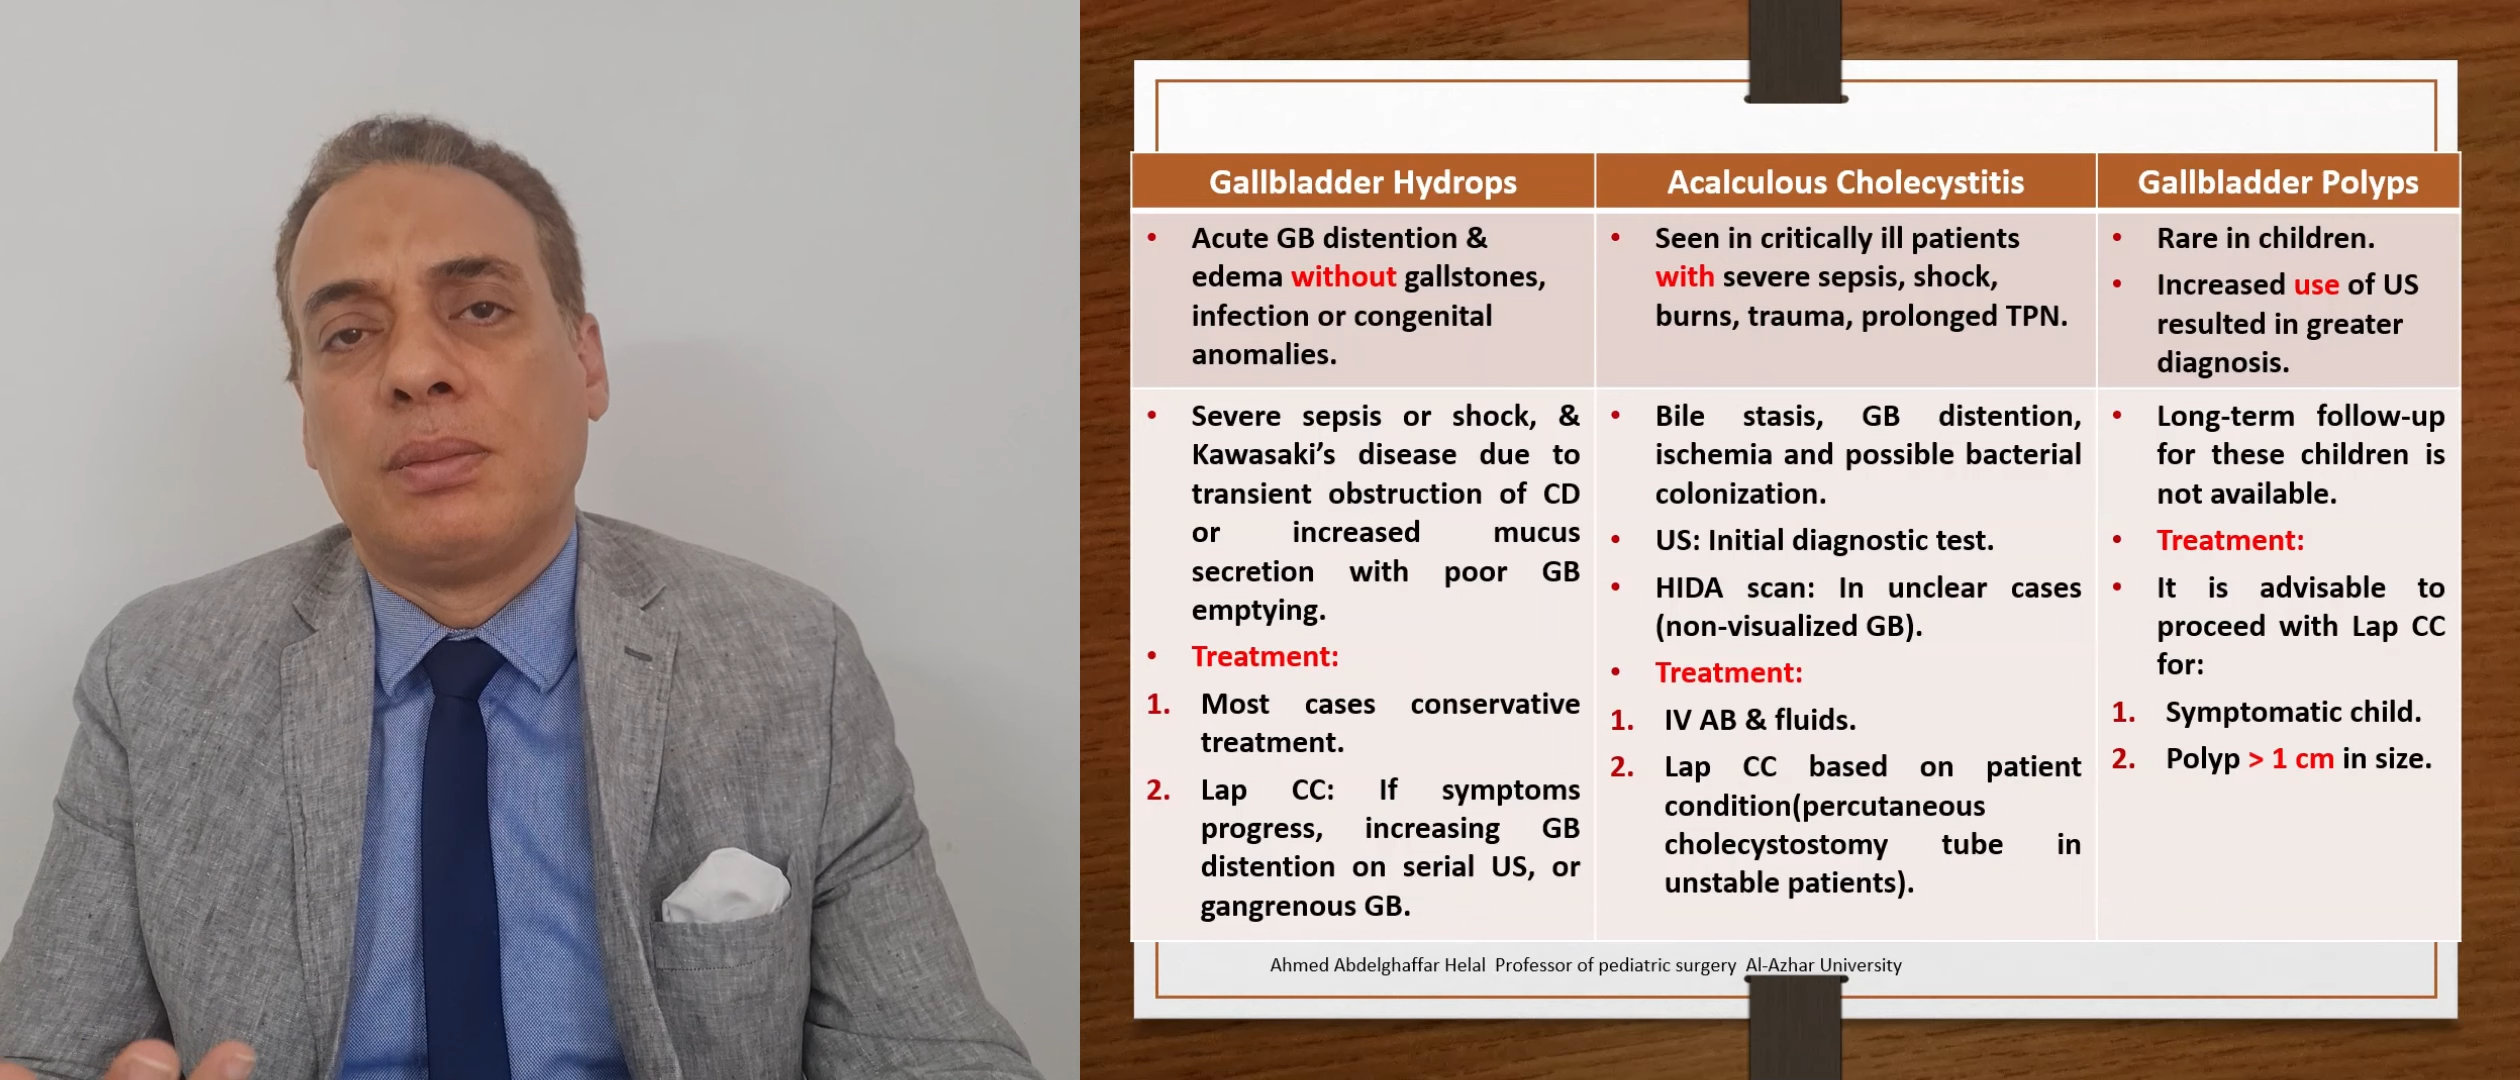 Gallbladder Hydrops
Acalculous Cholecystitis
Gallbladder Polyps
• Acute GB distention &
edema without gallstones,
infection or congenital
anomalies.
• Seen in critically ill patients
with severe sepsis, shock,
burns, trauma, prolonged TPN.
• Rare in children.
• Increased use of US
resulted in greater
diagnosis.
• Severe sepsis or shock, &
Kawasaki’s disease due to
transient obstruction of CD
or increased mucus
secretion with poor GB
emptying.
• Treatment:
1. Most cases conservative
treatment.
2. Lap CC: If symptoms
progress, increasing GB
distention on serial US, or
gangrenous GB.
• Bile stasis, GB distention,
ischemia and possible bacterial
colonization.
• US: Initial diagnostic test.
• HIDA scan: In unclear cases
(non-visualized GB).
• Treatment:
1. IV AB & fluids.
2. Lap CC based on patient
condition(percutaneous
cholecystostomy tube in
unstable patients).
• Long-term follow-up
for these children is
not available.
• Treatment:
• It is advisable to
proceed with Lap CC
for:
1. Symptomatic child.
2. Polyp > 1 cm in size.
Ahmed Abdelghaffar Helal Professor of pediatric surgery Al-Azhar University